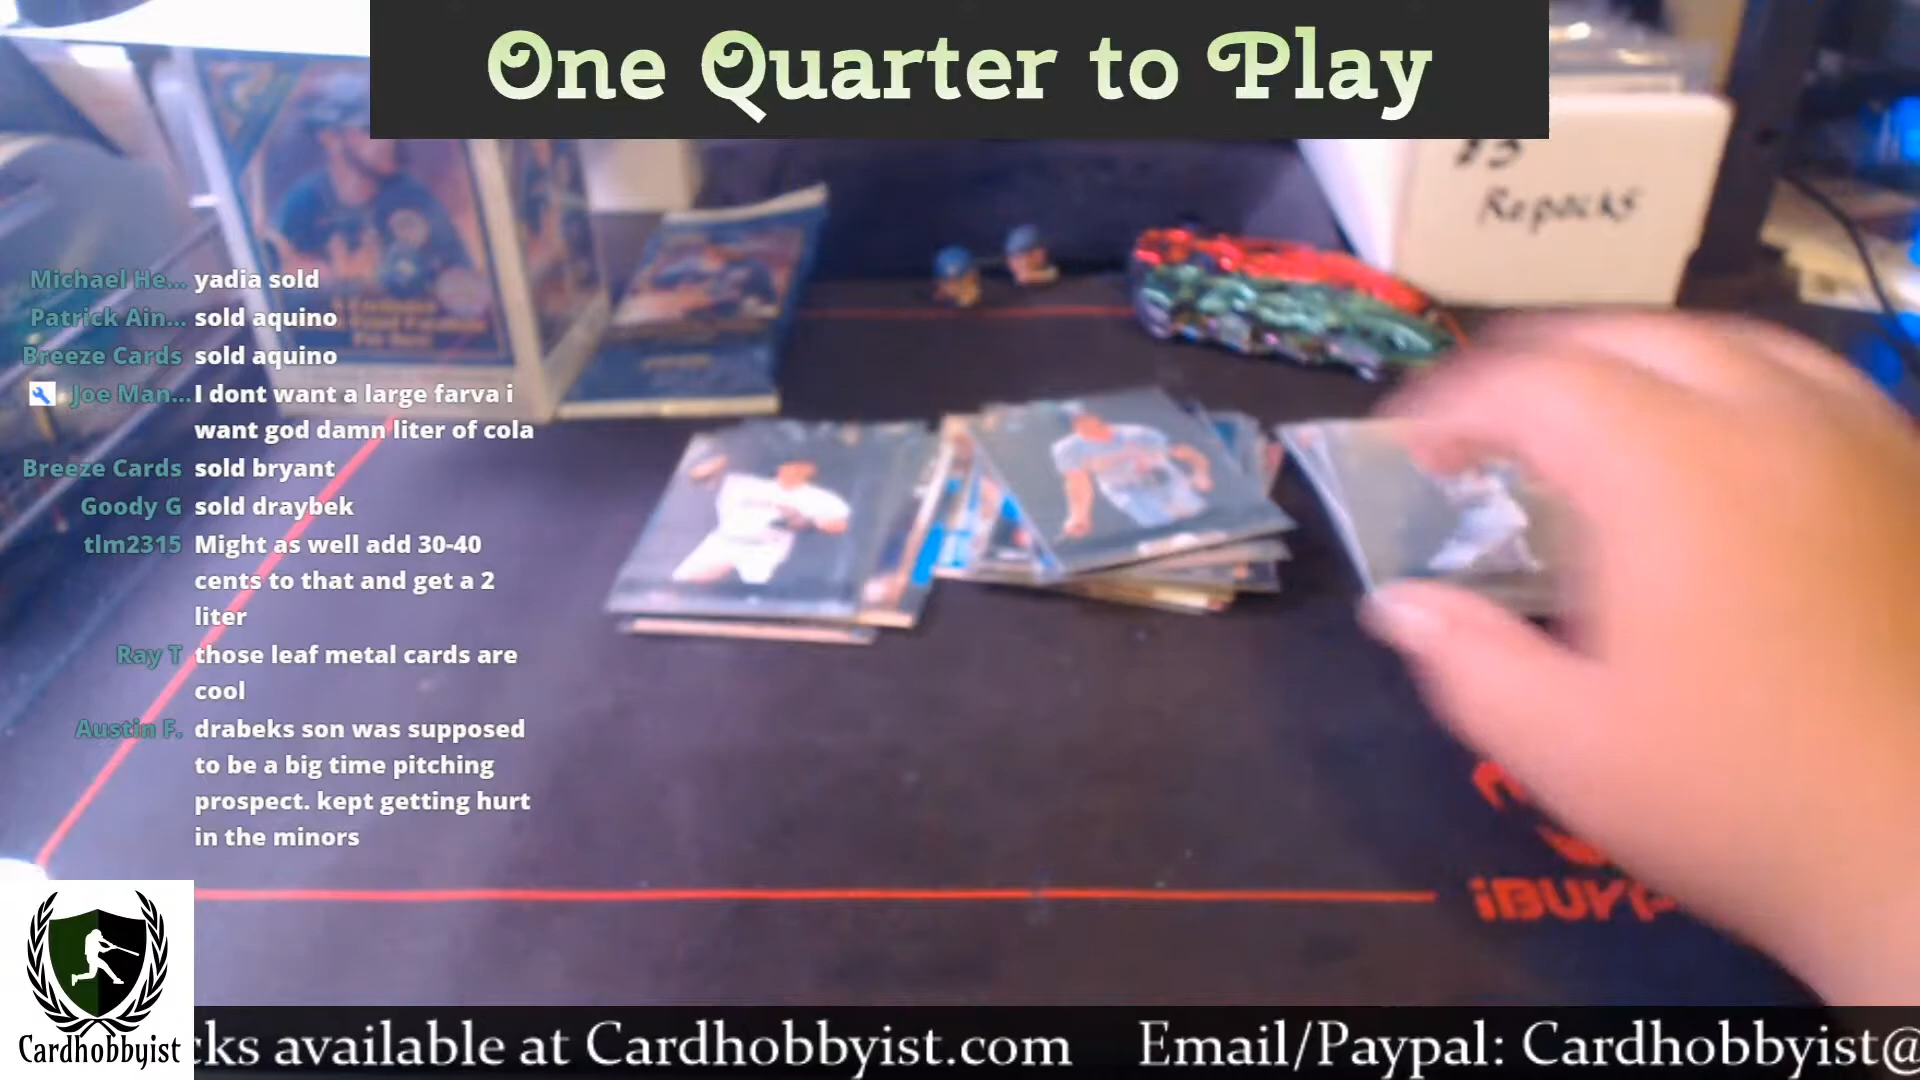 One Quarter to Play
Repacks
Michael He... yadia sold
Patrick Ain... sold aquino
Breeze Cards sold aquino
Joe Man... I dont want a large farva i
want god damn liter of cola
Breeze Cards sold bryant
Goody G sold draybek
tlm2315 Might as well add 30-40
cents to that and get a 2
liter
Ray T those leaf metal cards are
cool
Austin F. drabeks son was supposed
to be a big time pitching
prospect. kept getting hurt
in the minors
iBUYP
Cardhobbyist
cks available at Cardhobbyist.com Email/Paypal: Cardhobbyist@